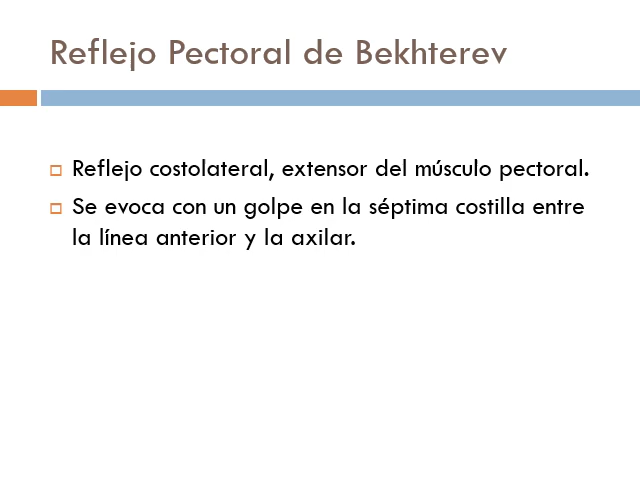 Reflejo Pectoral de Bekhterev
Reflejo costolateral, extensor del músculo pectoral.
Se evoca con un golpe en la séptima costilla entre
la línea anterior y la axilar.